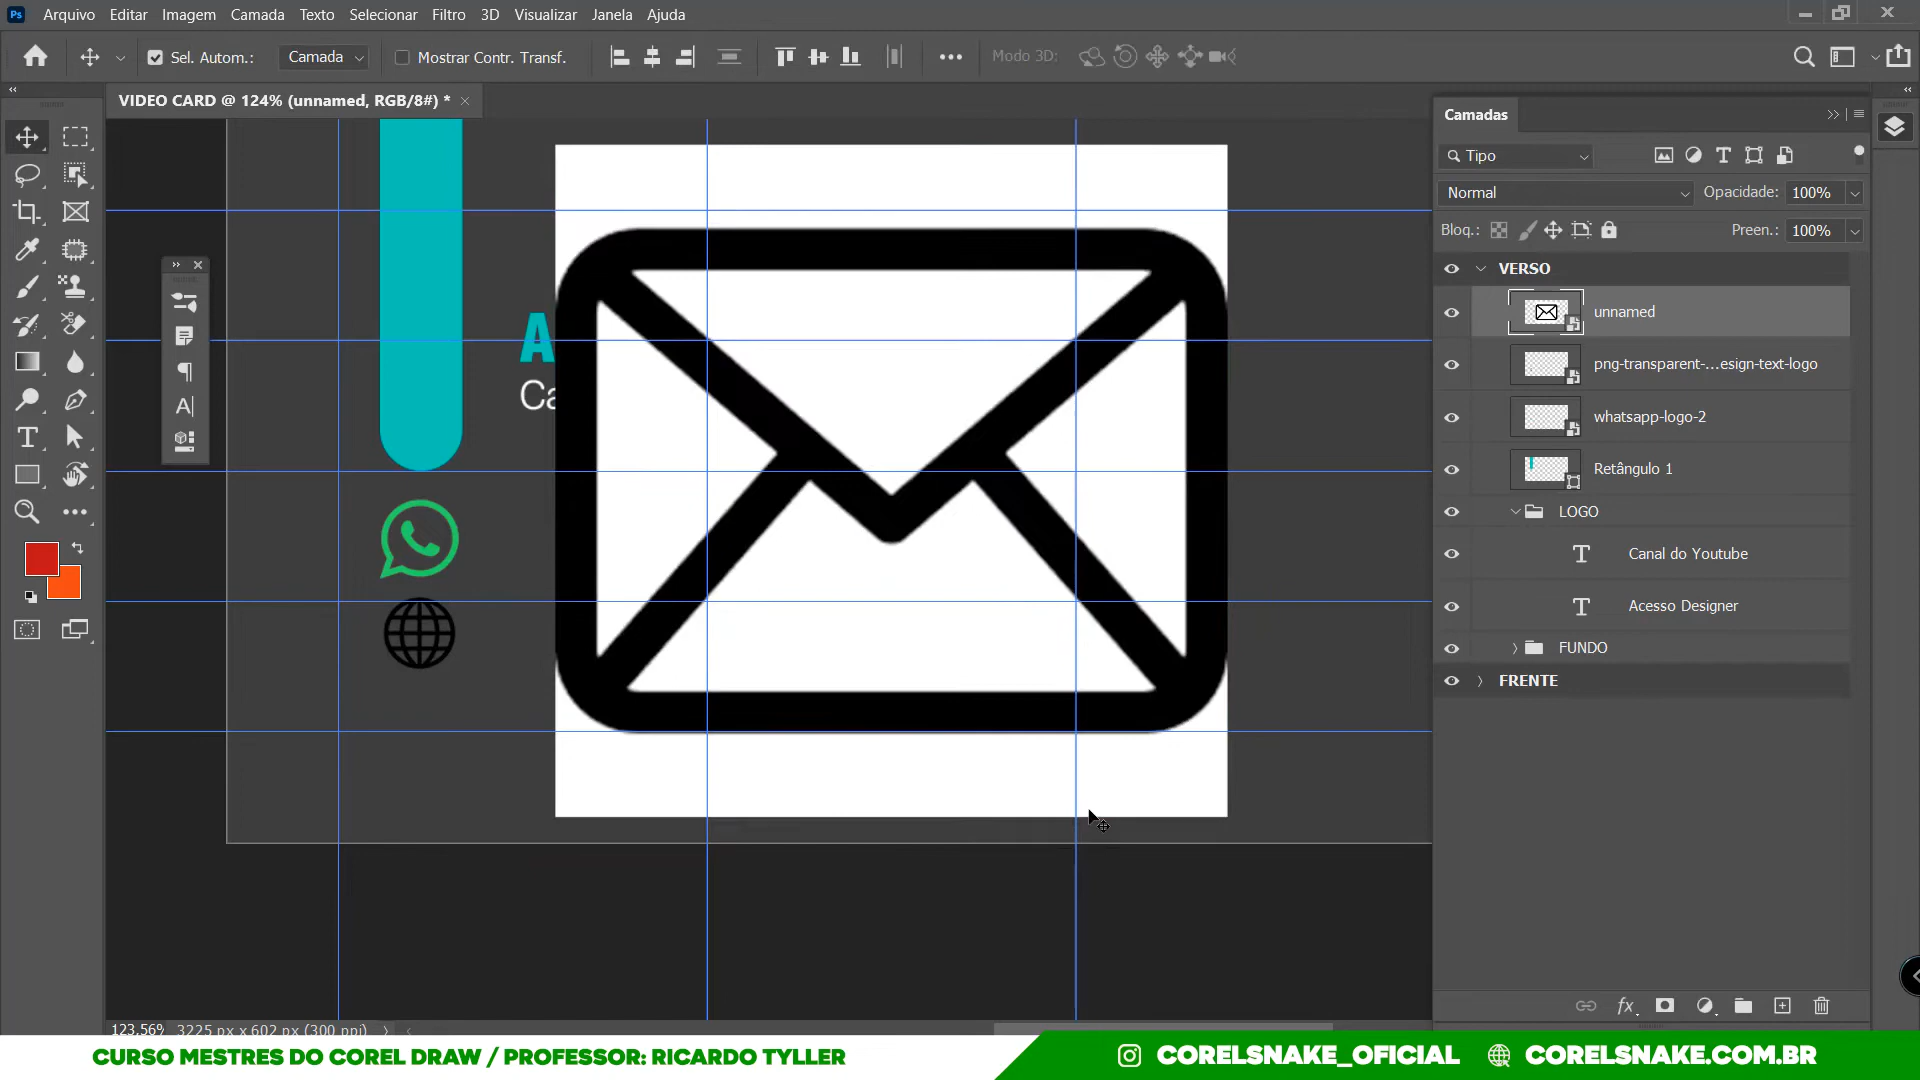 Ps Arquivo Editar Imagem Camada Texto Selecionar Filtro 3D Visualizar Janela Ajuda
Sel. Autom.: Camada Mostrar Contr. Transf. Modo 3D:
VIDEO CARD @ 124% (unnamed, RGB/8#) *
Camadas
Tipo
Normal Opacidade: 100%
Bloq.: Preen.: 100%
VERSO
unnamed
png-transparent-...esign-text-logo
whatsapp-logo-2
Retângulo 1
LOGO
Canal do Youtube
Acesso Designer
FUNDO
FRENTE
A
Ca
123,56% 3225 px x 602 px (300 ppi)
CURSO MESTRES DO COREL DRAW / PROFESSOR: RICARDO TYLLER
CORELSNAKE_OFICIAL CORELSNAKE.COM.BR